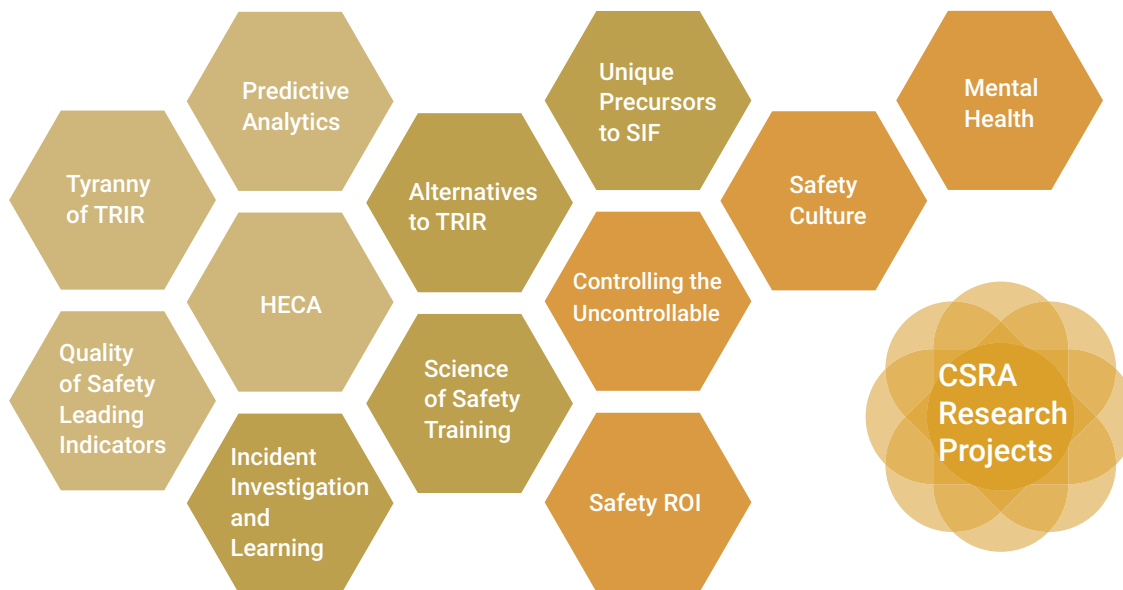 Predictive
Analytics
Unique
Precursors
to SIF
Mental
Health
Tyranny
of TRIR
Alternatives
to TRIR
Safety
Culture
HECA
Controlling the
Uncontrollable
Quality
of Safety
Leading
Indicators
Science
of Safety
Training
CSRA
Research
Projects
Incident
Investigation
and
Learning
Safety ROI